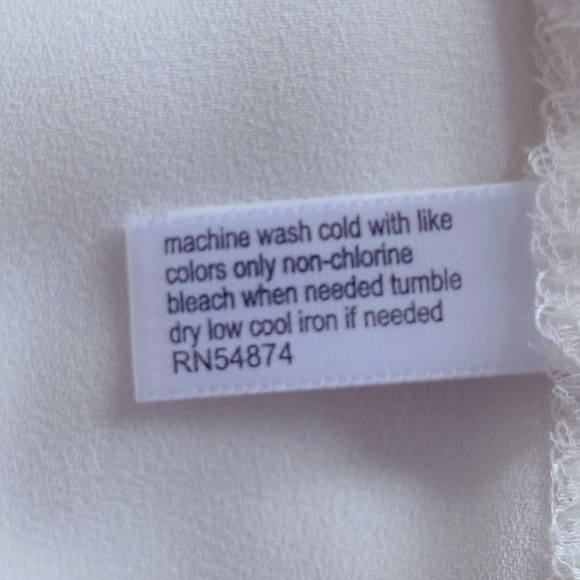 machine wash cold with like
colors only non-chlorine
bleach when needed tumble
dry low cool iron if needed
RN54874